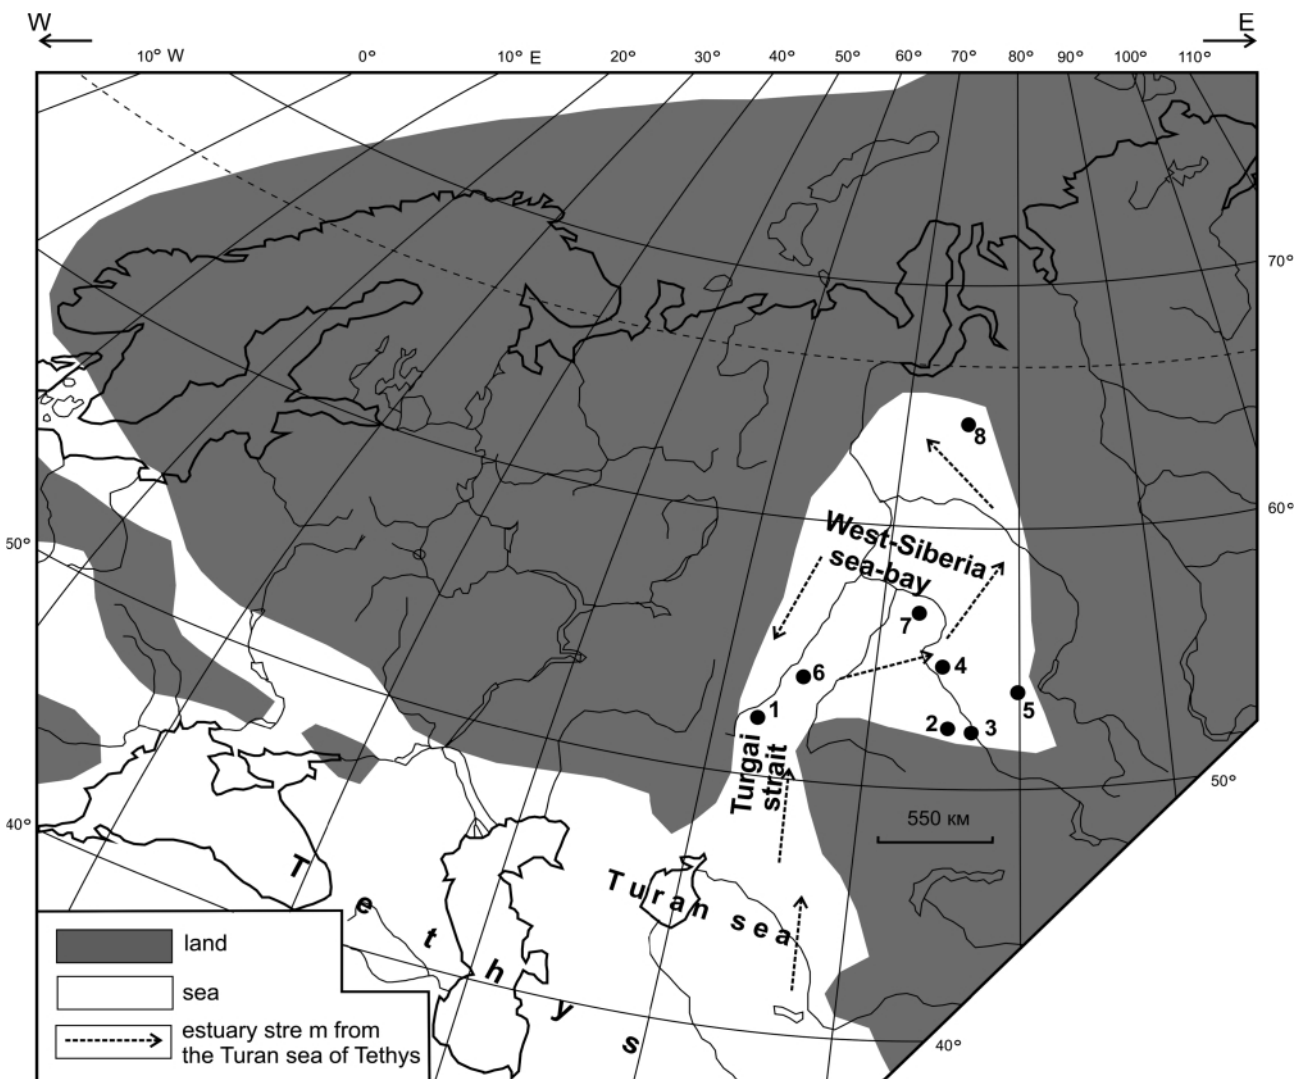 W
E
10° W
0°
10° E
20°
30°
40°
50°
60°
70°
80°
90°
100°
110°
70°
60°
50°
50°
40°
40°
8
West-Siberia
sea-bay
7
4
6
5
1
2
3
Turgai
strait
550 км
Turan sea
Tethys
land
sea
estuary stre m from
the Turan sea of Tethys